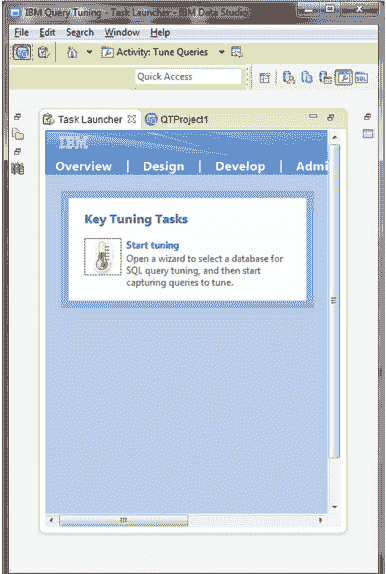 IBM Query Tuning - Task Launcher - IBM Data Studio
File Edit Search Window Help
Activity: Tune Queries
Quick Access
SQL
Task Launcher QTProject1
IBM
Overview | Design | Develop | Admi
Key Tuning Tasks
Start tuning
Open a wizard to select a database for
SQL query tuning, and then start
capturing queries to tune.